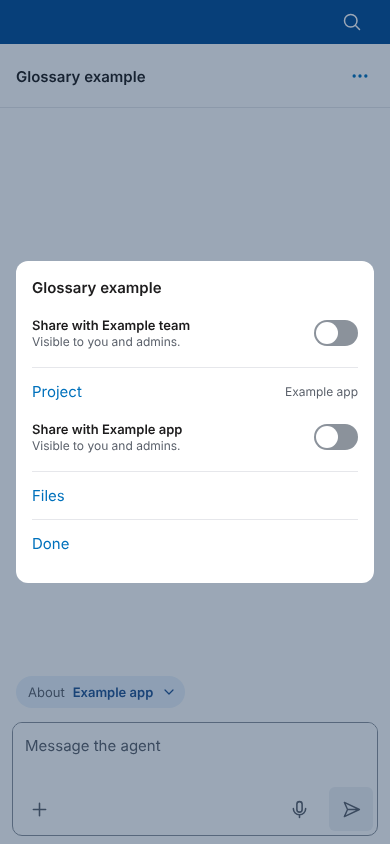 Glossary example
Glossary example
Share with Example team
Visible to you and admins.
Project
Example app
Share with Example app
Visible to you and admins.
Files
Done
About Example app
Message the agent